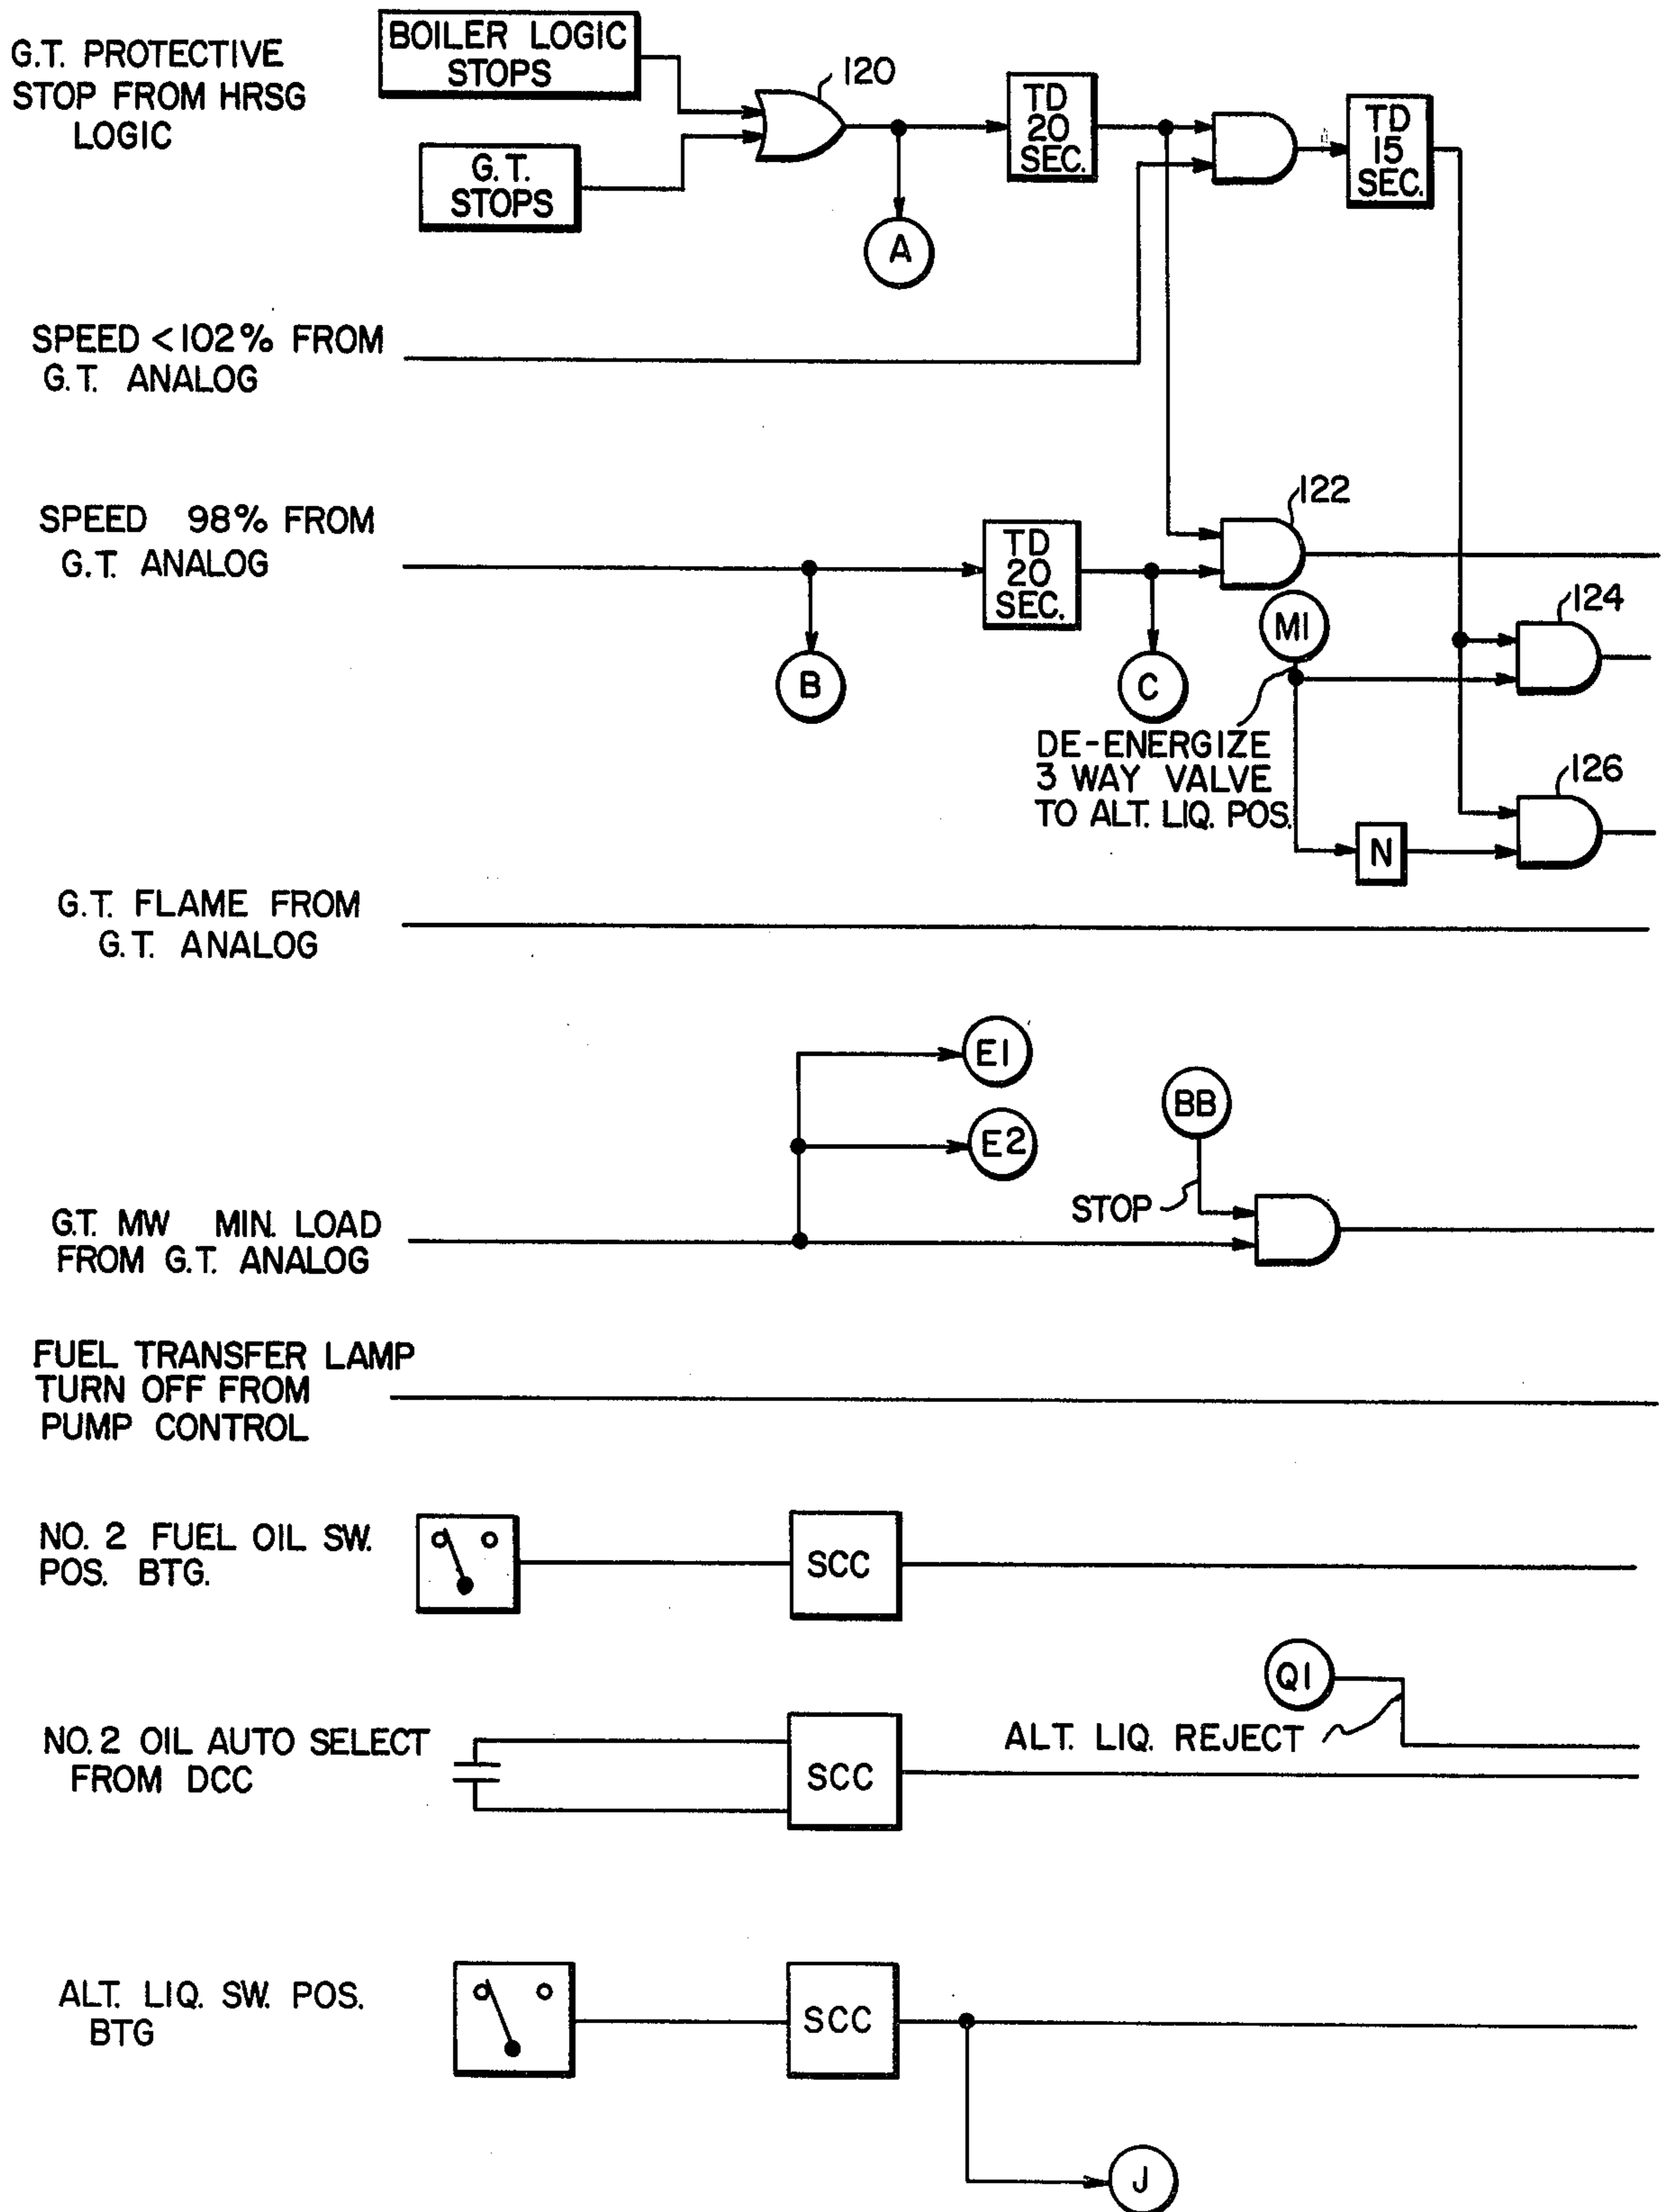 G.T. PROTECTIVE
STOP FROM HRSG
LOGIC
BOILER LOGIC
STOPS
G.T.
STOPS
120
A
TD
20
SEC.
TD
15
SEC.
SPEED <102% FROM
G.T. ANALOG
SPEED 98% FROM
G.T. ANALOG
B
TD
20
SEC.
C
122
M1
DE-ENERGIZE
3 WAY VALVE
TO ALT. LIQ. POS.
124
126
N
G.T. FLAME FROM
G.T. ANALOG
E1
E2
BB
STOP
G.T. MW MIN. LOAD
FROM G.T. ANALOG
FUEL TRANSFER LAMP
TURN OFF FROM
PUMP CONTROL
NO. 2 FUEL OIL SW.
POS. BTG.
SCC
Q1
ALT. LIQ. REJECT
NO. 2 OIL AUTO SELECT
FROM DCC
SCC
ALT. LIQ. SW. POS.
BTG
SCC
J